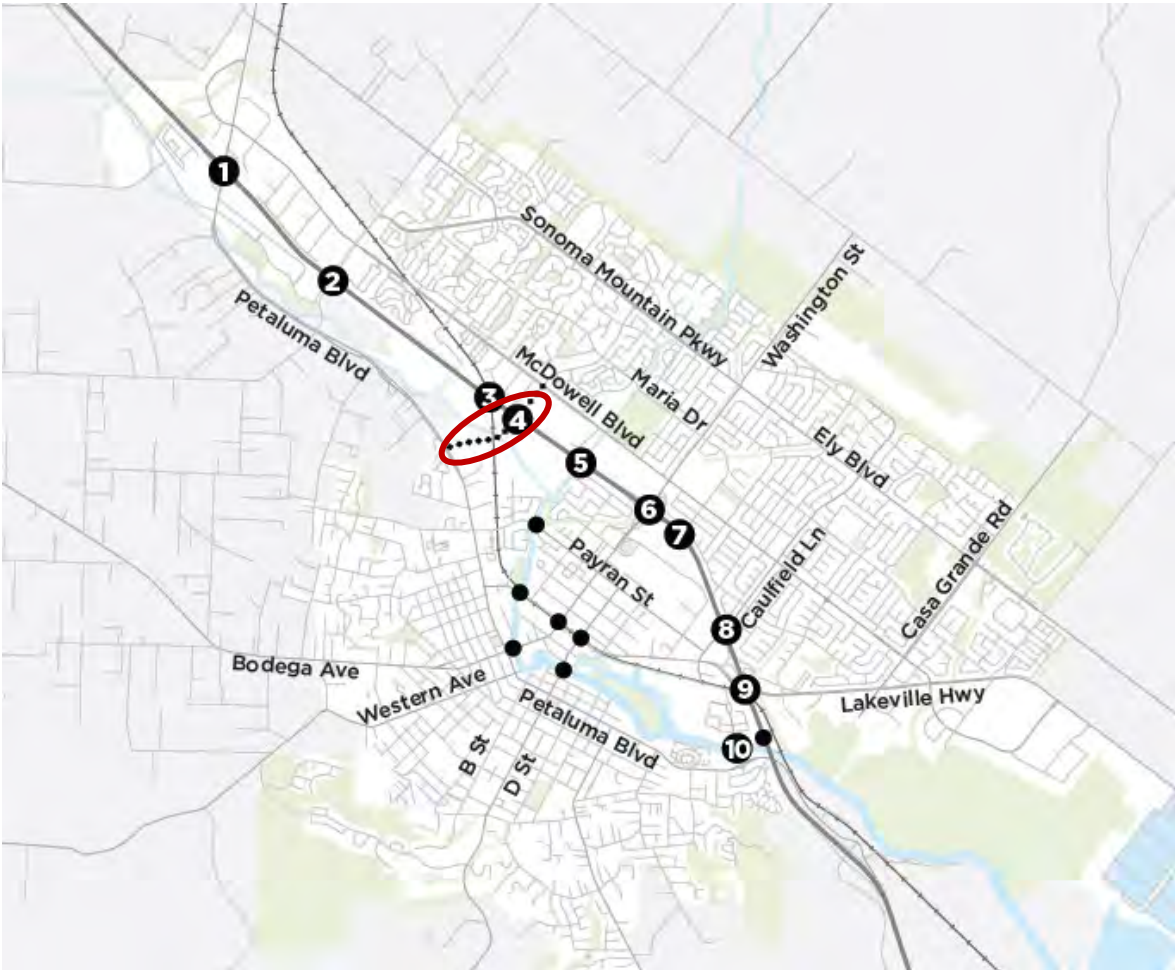 1
Sonoma Mountain Pkwy
Washington St
2
Petaluma Blvd
McDowell Blvd
Maria Dr
3
4
Ely Blvd
5
6
7
Payran St
Caulfield Ln
Casa Grande Rd
8
Bodega Ave
Western Ave
9
Lakeville Hwy
Petaluma Blvd
10
B St
D St